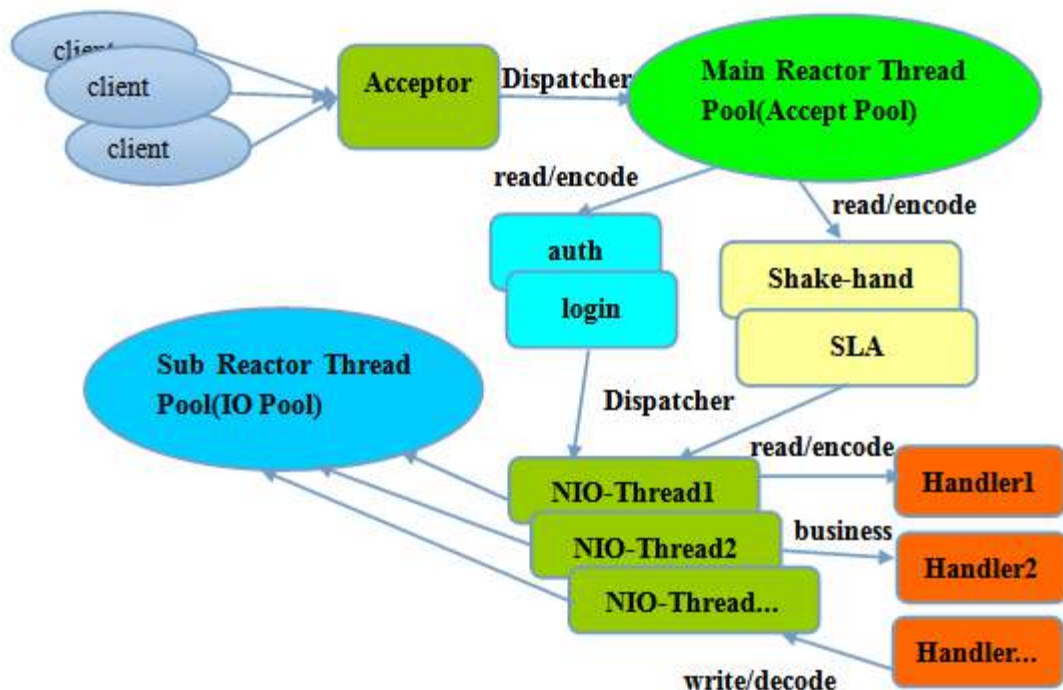 client
client
client
Acceptor
Dispatcher
Main Reactor Thread
Pool(Accept Pool)
read/encode
read/encode
auth
login
Shake-hand
SLA
Sub Reactor Thread
Pool(IO Pool)
Dispatcher
read/encode
NIO-Thread1
Handler1
business
NIO-Thread2
Handler2
NIO-Thread...
Handler...
write/decode